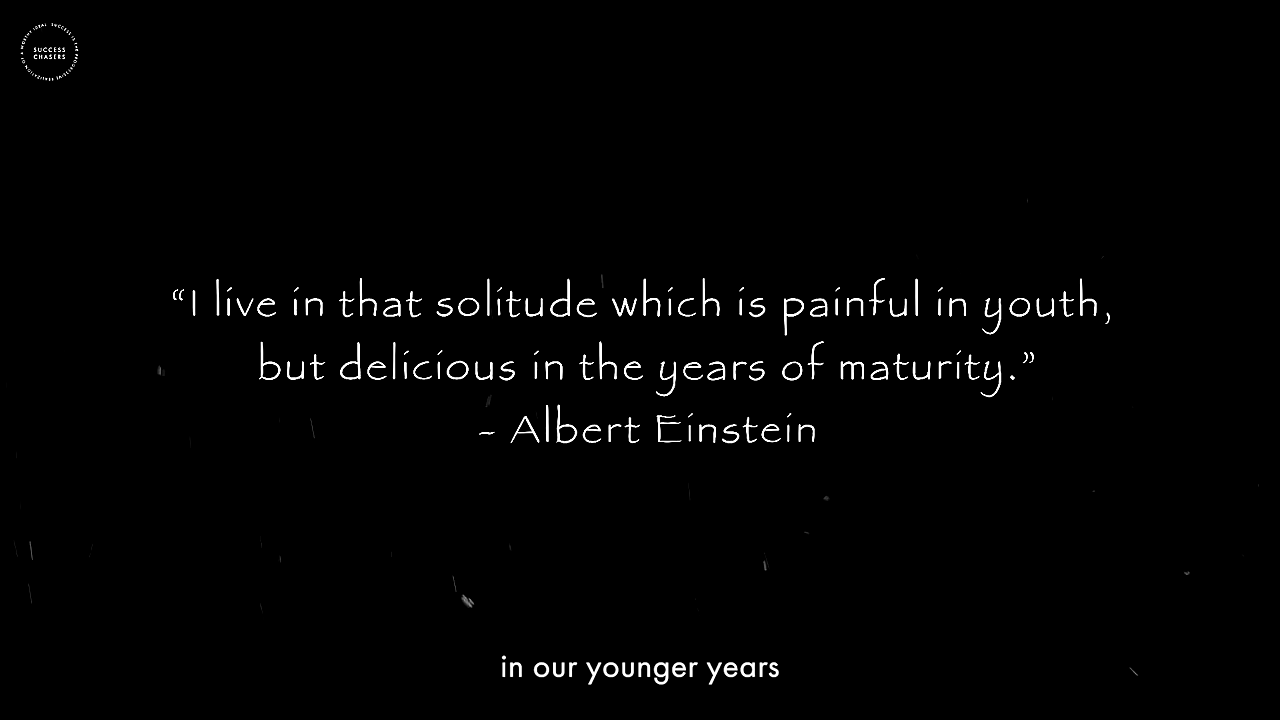 SUCCESS
CHASERS
“I live in that solitude which is painful in youth,
but delicious in the years of maturity.”
- Albert Einstein
in our younger years